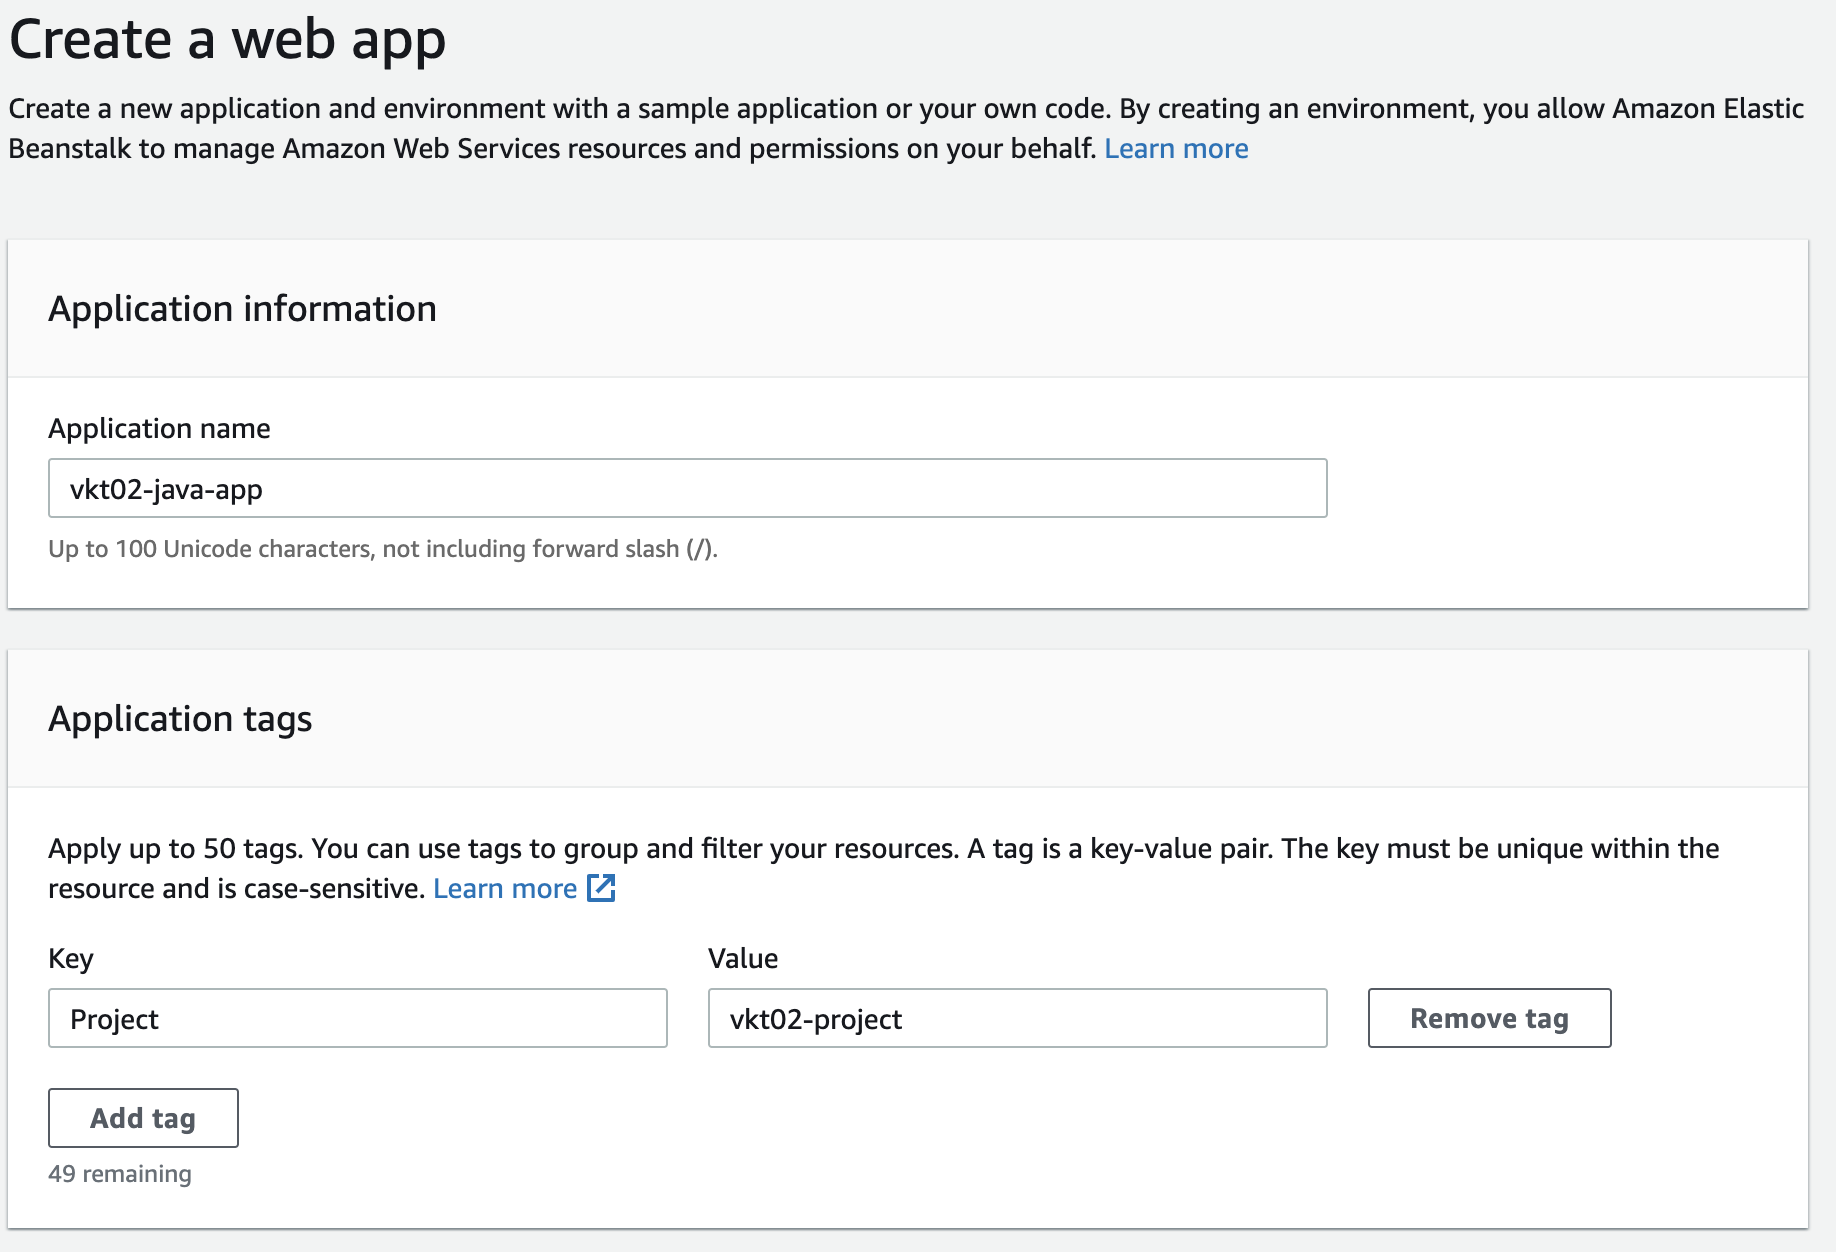 Create a web app
Create a new application and environment with a sample application or your own code. By creating an environment, you allow Amazon Elastic
Beanstalk to manage Amazon Web Services resources and permissions on your behalf. Learn more
Application information
Application name
vkt02-java-app
Up to 100 Unicode characters, not including forward slash (/).
Application tags
Apply up to 50 tags. You can use tags to group and filter your resources. A tag is a key-value pair. The key must be unique within the
resource and is case-sensitive. Learn more
Key Value
Project vkt02-project Remove tag
Add tag
49 remaining